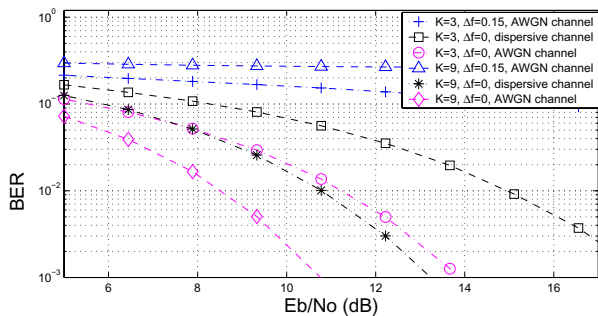 10⁰
10⁻¹
10⁻²
10⁻³
BER
6
8
10
12
14
16
Eb/No (dB)
K=3, Δf=0.15, AWGN channel
K=3, Δf=0, dispersive channel
K=3, Δf=0, AWGN channel
K=9, Δf=0.15, AWGN channel
K=9, Δf=0, dispersive channel
K=9, Δf=0, AWGN channel